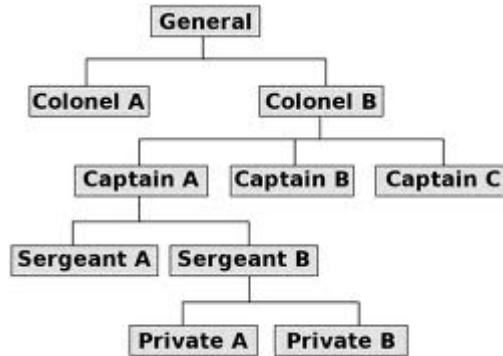 General
Colonel A
Colonel B
Captain A
Captain B
Captain C
Sergeant A
Sergeant B
Private A
Private B